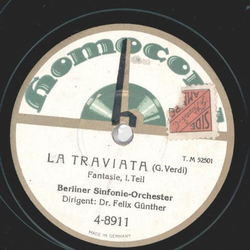 Homocord
T. M 52501
LA TRAVIATA (G. Verdi)
Fantasie, I. Teil
Berliner Sinfonie-Orchester
Dirigent: Dr. Felix Günther
4-8911
MADE IN GERMANY